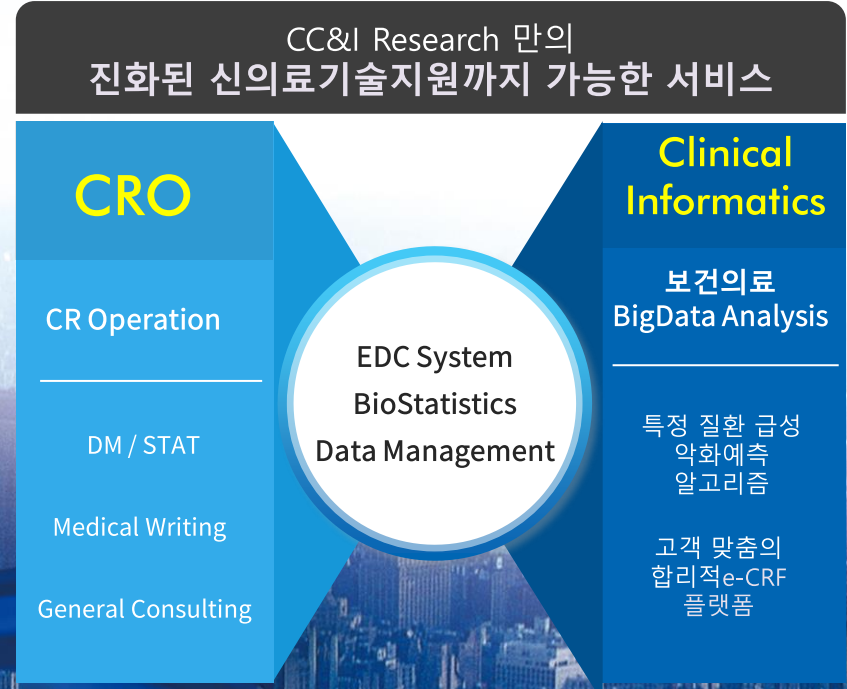 CC&I Research 만의
진화된 신의료기술지원까지 가능한 서비스
CRO
CR Operation
DM / STAT
Medical Writing
General Consulting
EDC System
BioStatistics
Data Management
Clinical
Informatics
보건의료
BigData Analysis
특정 질환 급성
악화예측
알고리즘
고객 맞춤의
합리적e-CRF
플랫폼